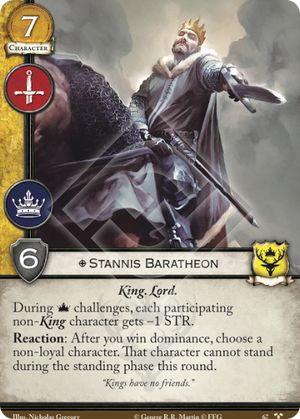 7
CHARACTER
6
STANNIS BARATHEON
King. Lord.
During challenges, each participating
non-King character gets –1 STR.
Reaction: After you win dominance, choose a
non-loyal character. That character cannot stand
during the standing phase this round.
"Kings have no friends."
Illus. Nicholas Gregory © George R.R. Martin © FFG 67